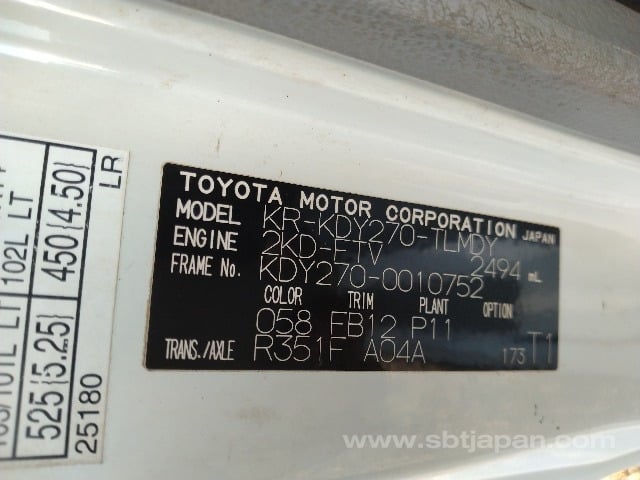 TOYOTA MOTOR CORPORATION JAPAN
MODEL KR-KDY270-TLMDY
ENGINE 2KD-FTV 2494 mL
FRAME No. KDY270-0010752
COLOR TRIM PLANT OPTION
058 FB12 P11
TRANS./AXLE R351F A04A 173 T1
102L LT
525{5.25} 450{4.50}
25180 LR
www.sbtjapan.com